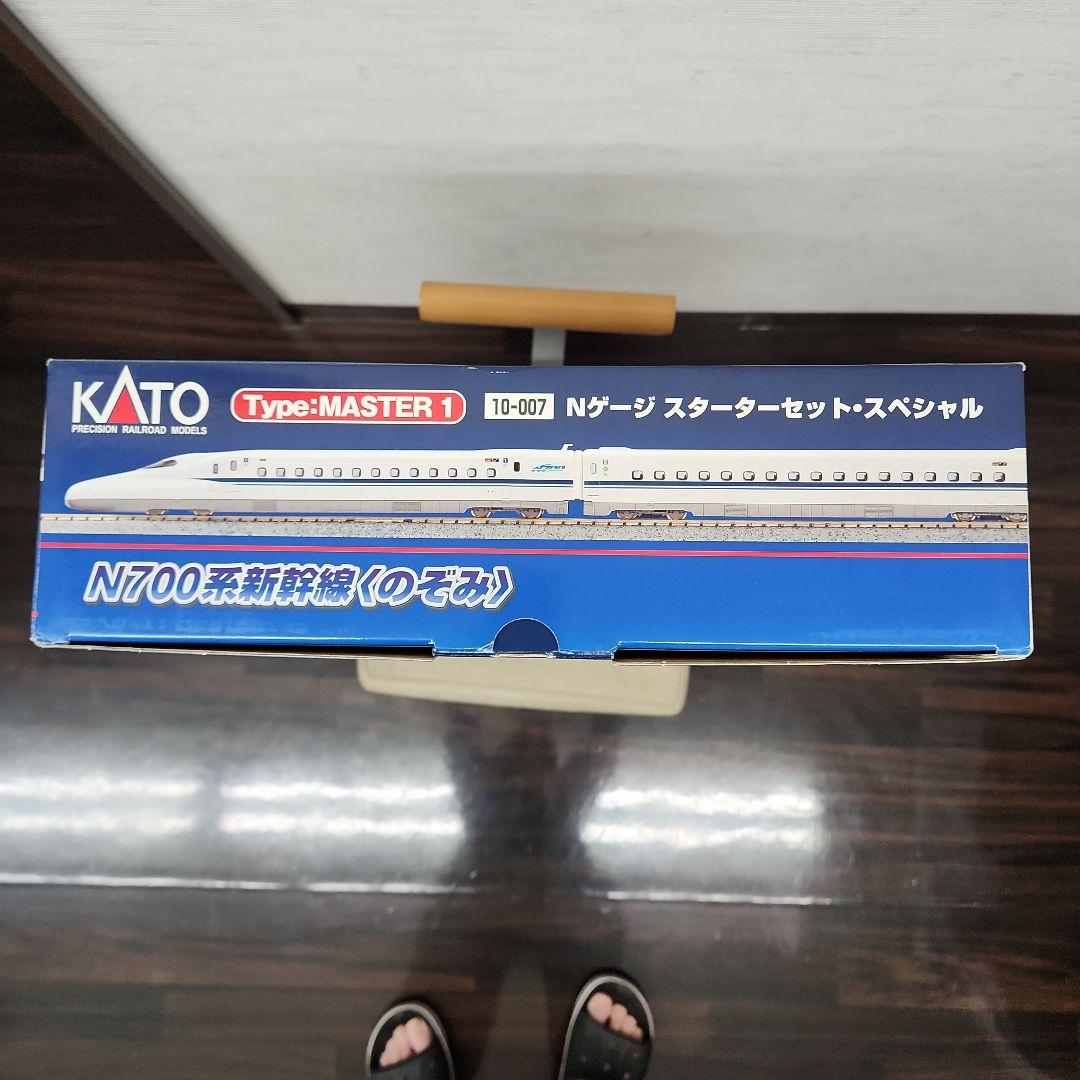 KATO
PRECISION RAILROAD MODELS
Type:MASTER 1
10-007
Nゲージ スターターセット・スペシャル
N700系新幹線〈のぞみ〉